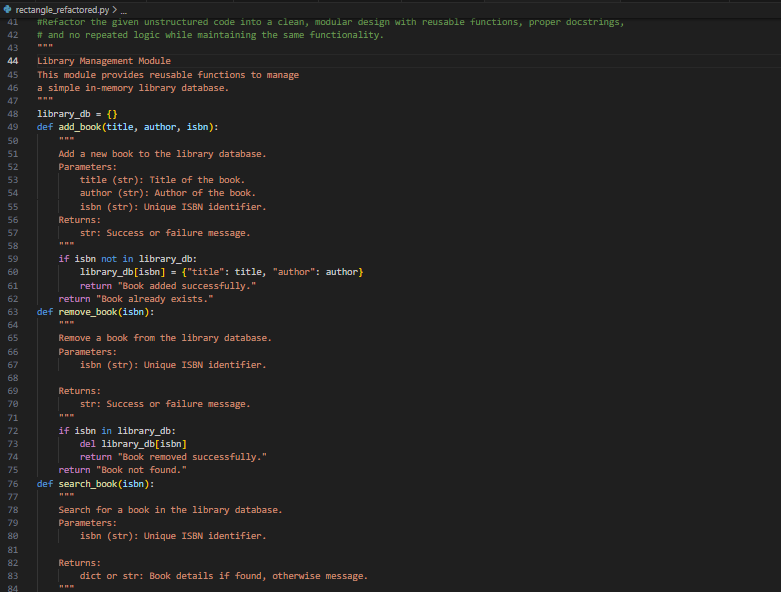 rectangle_refactored.py > ...
41 #Refactor the given unstructured code into a clean, modular design with reusable functions, proper docstrings,
42 # and no repeated logic while maintaining the same functionality.
43 """
44 Library Management Module
45 This module provides reusable functions to manage
46 a simple in-memory library database.
47 """
48 library_db = {}
49 def add_book(title, author, isbn):
50     """
51     Add a new book to the library database.
52     Parameters:
53         title (str): Title of the book.
54         author (str): Author of the book.
55         isbn (str): Unique ISBN identifier.
56     Returns:
57         str: Success or failure message.
58     """
59     if isbn not in library_db:
60         library_db[isbn] = {"title": title, "author": author}
61         return "Book added successfully."
62     return "Book already exists."
63 def remove_book(isbn):
64     """
65     Remove a book from the library database.
66     Parameters:
67         isbn (str): Unique ISBN identifier.
68
69     Returns:
70         str: Success or failure message.
71     """
72     if isbn in library_db:
73         del library_db[isbn]
74         return "Book removed successfully."
75     return "Book not found."
76 def search_book(isbn):
77     """
78     Search for a book in the library database.
79     Parameters:
80         isbn (str): Unique ISBN identifier.
81
82     Returns:
83         dict or str: Book details if found, otherwise message.
84     """